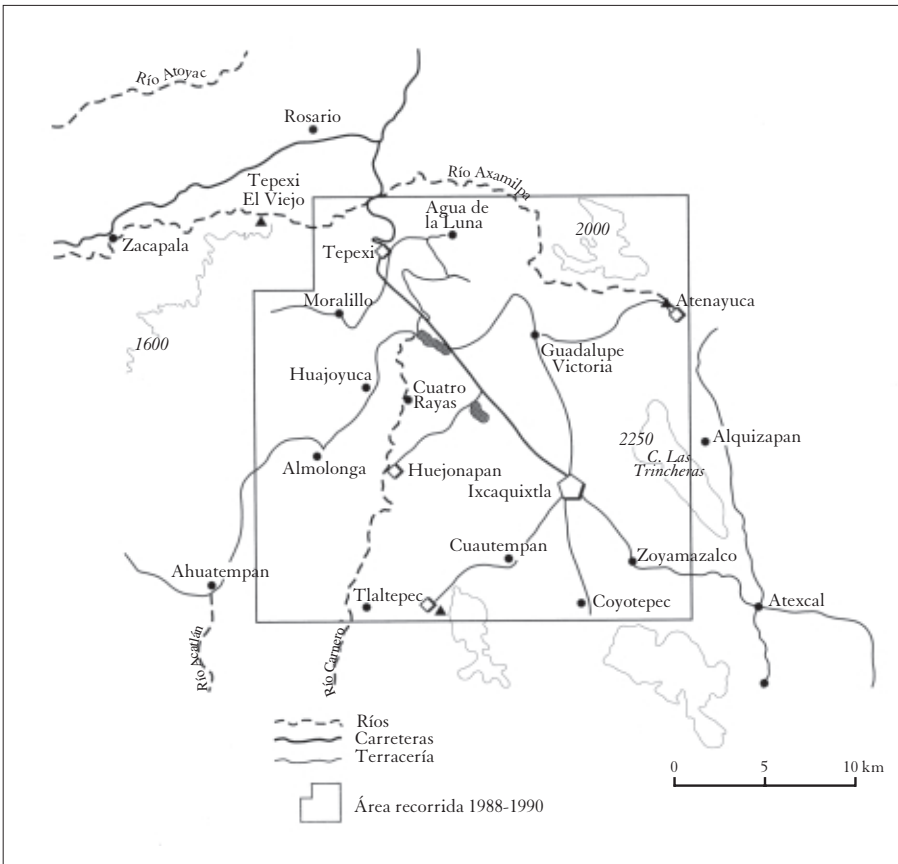 Río Atoyac
Rosario
Tepexi
El Viejo
Río Axamilpa
Agua de
la Luna
2000
Zacapala
Tepexi
Moralillo
Atenayuca
1600
Guadalupe
Victoria
Huajoyuca
Cuatro
Rayas
2250
C. Las
Trincheras
Alquizapan
Almolonga
Huejonapan
Ixcaquixtla
Cuautempan
Zoyamazalco
Ahuatempan
Tlaltepec
Coyotepec
Atexcal
Río Acatlán
Río Carnero
Ríos
Carreteras
Terracería
Área recorrida 1988-1990
0 5 10 km